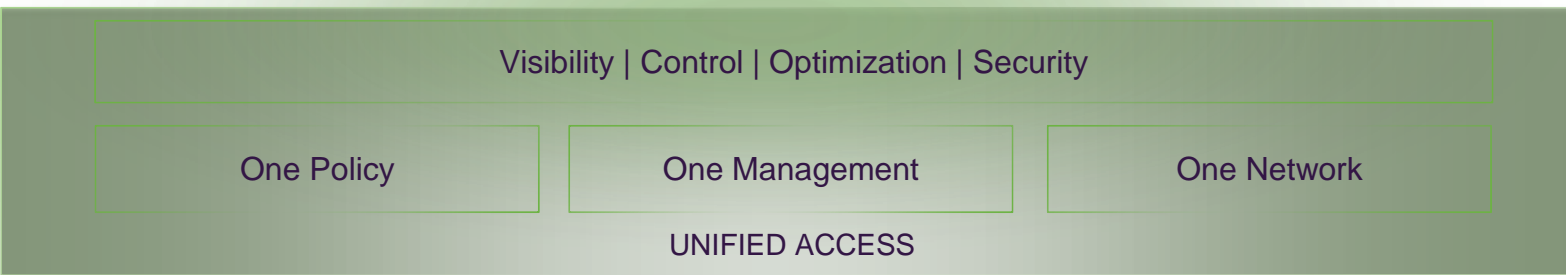 Visibility | Control | Optimization | Security
One Policy
One Management
One Network
UNIFIED ACCESS